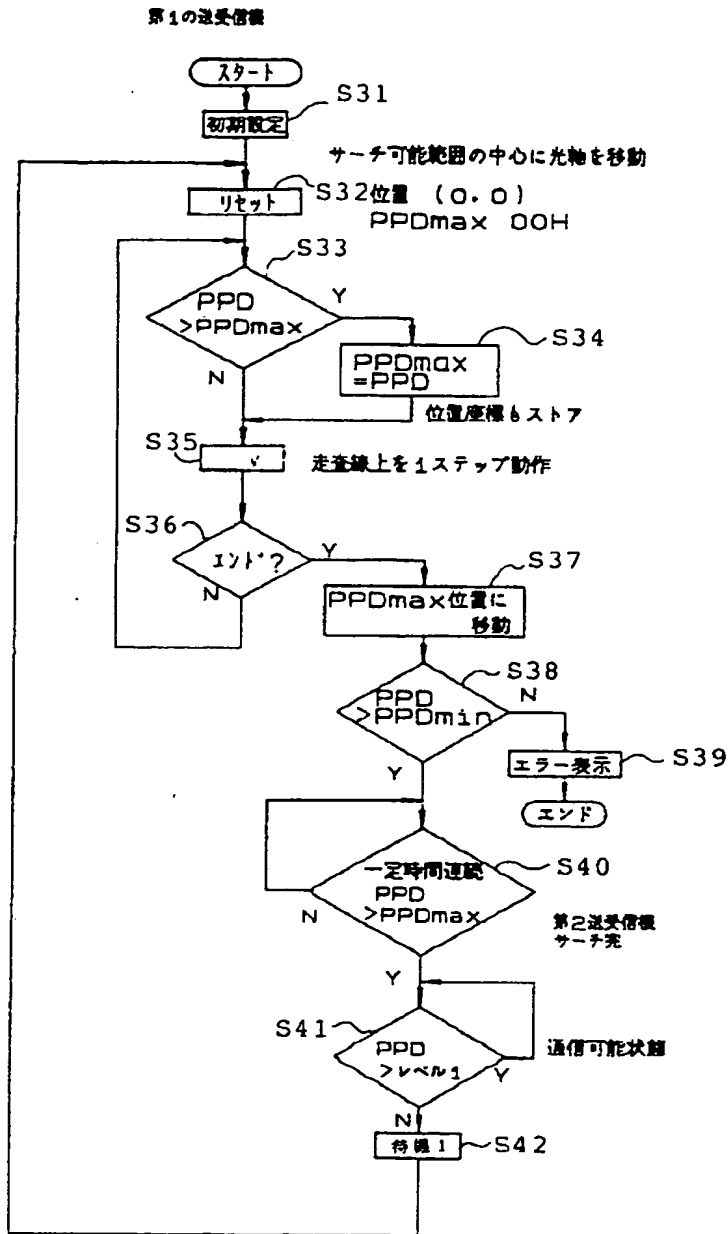 第1の送受信機
スタート
S31
初期設定
サーチ可能範囲の中心に光軸を移動
S32
リセット
位置 (0.0)
PPDmax 00H
S33
PPD
>PPDmax
Y
N
S34
PPDmax
=PPD
位置座標もストア
S35
走査線上を1ステップ動作
S36
エンド?
Y
N
S37
PPDmax位置に
移動
S38
PPD
>PPDmin
N
Y
エラー表示
S39
エンド
S40
一定時間連続
PPD
>PPDmax
N
Y
第2送受信機
サーチ完
S41
PPD
>レベル1
Y
N
通信可能状態
待機1
S42